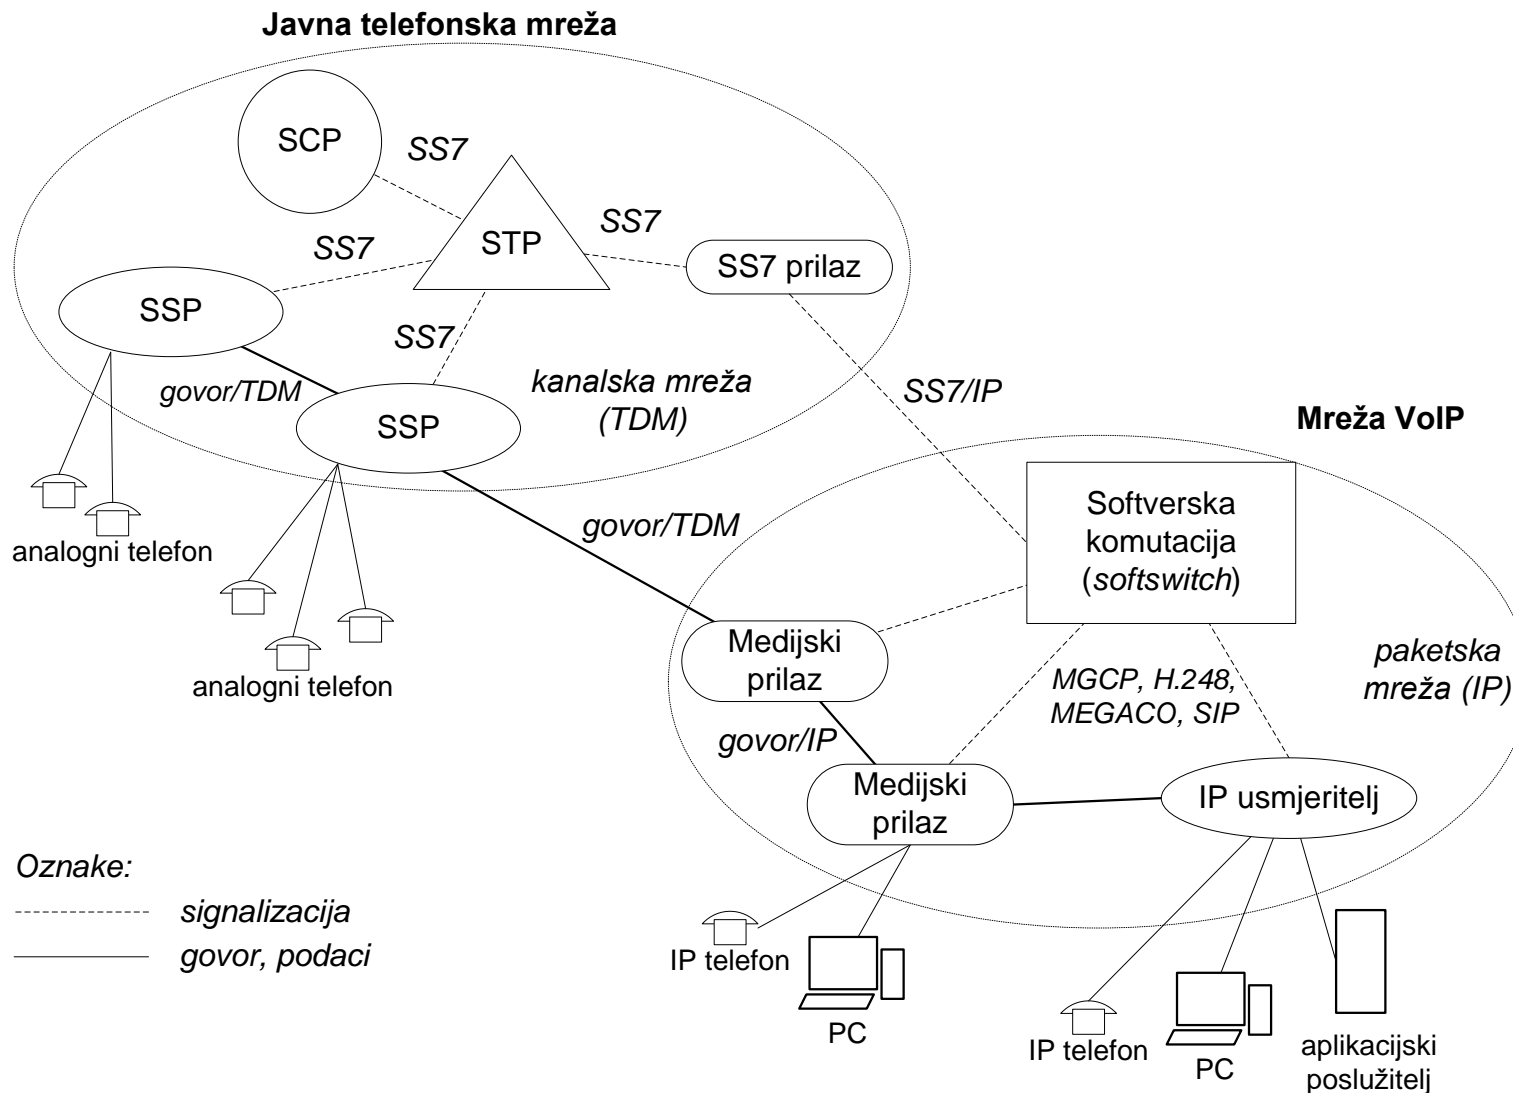 Javna telefonska mreža
SCP
SS7
STP
SS7
SS7
SS7 prilaz
SSP
SS7
govor/TDM
SSP
kanalska mreža
(TDM)
SS7/IP
Mreža VoIP
analogni telefon
govor/TDM
Softverska
komutacija
(softswitch)
analogni telefon
Medijski
prilaz
MGCP, H.248,
MEGACO, SIP
paketska
mreža (IP)
govor/IP
Medijski
prilaz
IP usmjeritelj
Oznake:
signalizacija
govor, podaci
IP telefon
PC
IP telefon
PC
aplikacijski
poslužitelj